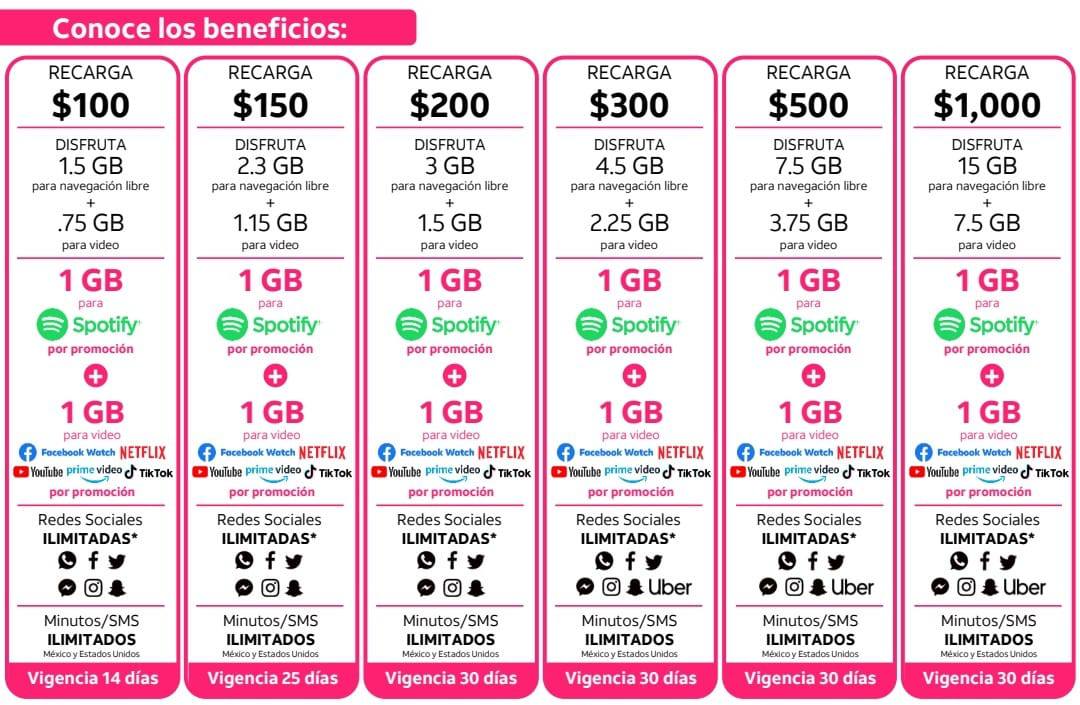 Conoce los beneficios:
RECARGA
$100
DISFRUTA
1.5 GB
para navegación libre
+
.75 GB
para video
1 GB
para
Spotify
por promoción
+
1 GB
para video
Facebook Watch NETFLIX
YouTube prime video TikTok
por promoción
Redes Sociales
ILIMITADAS*
Minutos/SMS
ILIMITADOS
México y Estados Unidos
Vigencia 14 días
RECARGA
$150
DISFRUTA
2.3 GB
para navegación libre
+
1.15 GB
para video
1 GB
para
Spotify
por promoción
+
1 GB
para video
Facebook Watch NETFLIX
YouTube prime video TikTok
por promoción
Redes Sociales
ILIMITADAS*
Minutos/SMS
ILIMITADOS
México y Estados Unidos
Vigencia 25 días
RECARGA
$200
DISFRUTA
3 GB
para navegación libre
+
1.5 GB
para video
1 GB
para
Spotify
por promoción
+
1 GB
para video
Facebook Watch NETFLIX
YouTube prime video TikTok
por promoción
Redes Sociales
ILIMITADAS*
Minutos/SMS
ILIMITADOS
México y Estados Unidos
Vigencia 30 días
RECARGA
$300
DISFRUTA
4.5 GB
para navegación libre
+
2.25 GB
para video
1 GB
para
Spotify
por promoción
+
1 GB
para video
Facebook Watch NETFLIX
YouTube prime video TikTok
por promoción
Redes Sociales
ILIMITADAS*
Uber
Minutos/SMS
ILIMITADOS
México y Estados Unidos
Vigencia 30 días
RECARGA
$500
DISFRUTA
7.5 GB
para navegación libre
+
3.75 GB
para video
1 GB
para
Spotify
por promoción
+
1 GB
para video
Facebook Watch NETFLIX
YouTube prime video TikTok
por promoción
Redes Sociales
ILIMITADAS*
Uber
Minutos/SMS
ILIMITADOS
México y Estados Unidos
Vigencia 30 días
RECARGA
$1,000
DISFRUTA
15 GB
para navegación libre
+
7.5 GB
para video
1 GB
para
Spotify
por promoción
+
1 GB
para video
Facebook Watch NETFLIX
YouTube prime video TikTok
por promoción
Redes Sociales
ILIMITADAS*
Uber
Minutos/SMS
ILIMITADOS
México y Estados Unidos
Vigencia 30 días